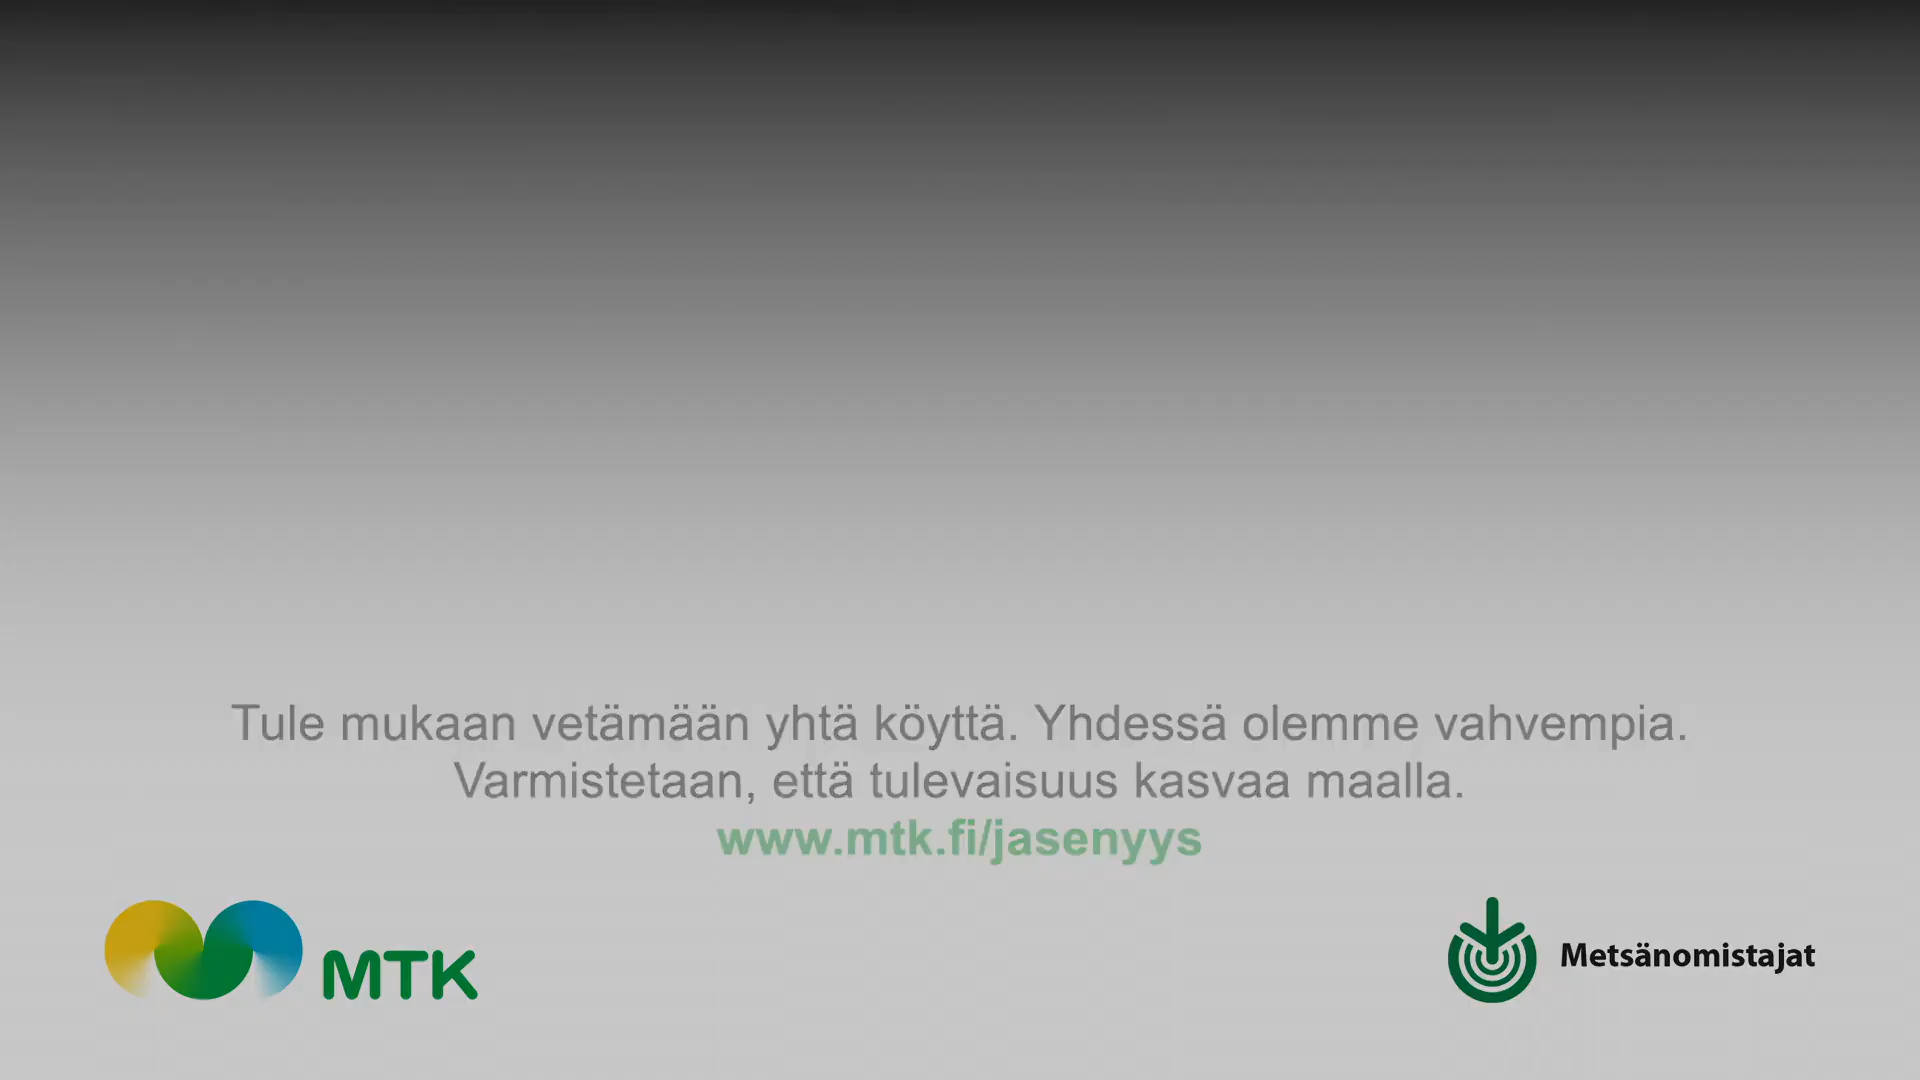 Tule mukaan vetämään yhtä köyttä. Yhdessä olemme vahvempia.
Varmistetaan, että tulevaisuus kasvaa maalla.
www.mtk.fi/jasenyys
MTK
Metsänomistajat